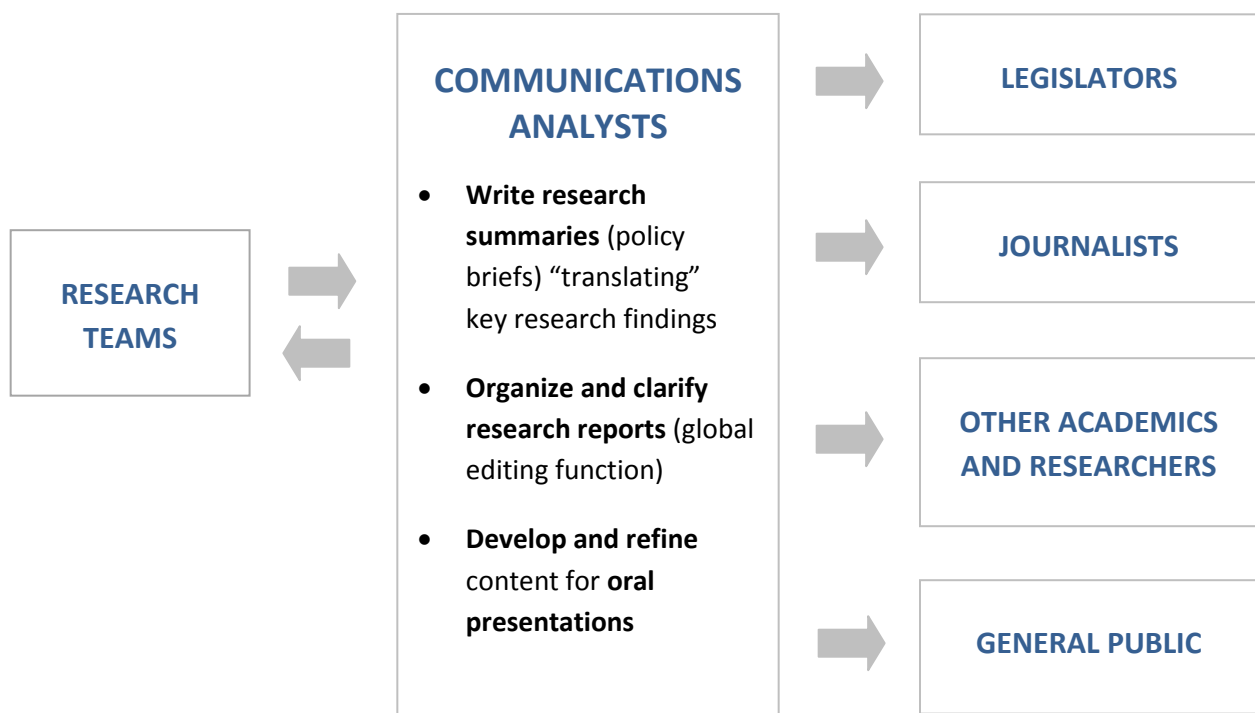 RESEARCH
TEAMS
COMMUNICATIONS
ANALYSTS
• Write research
summaries (policy
briefs) “translating”
key research findings
• Organize and clarify
research reports (global
editing function)
• Develop and refine
content for oral
presentations
LEGISLATORS
JOURNALISTS
OTHER ACADEMICS
AND RESEARCHERS
GENERAL PUBLIC